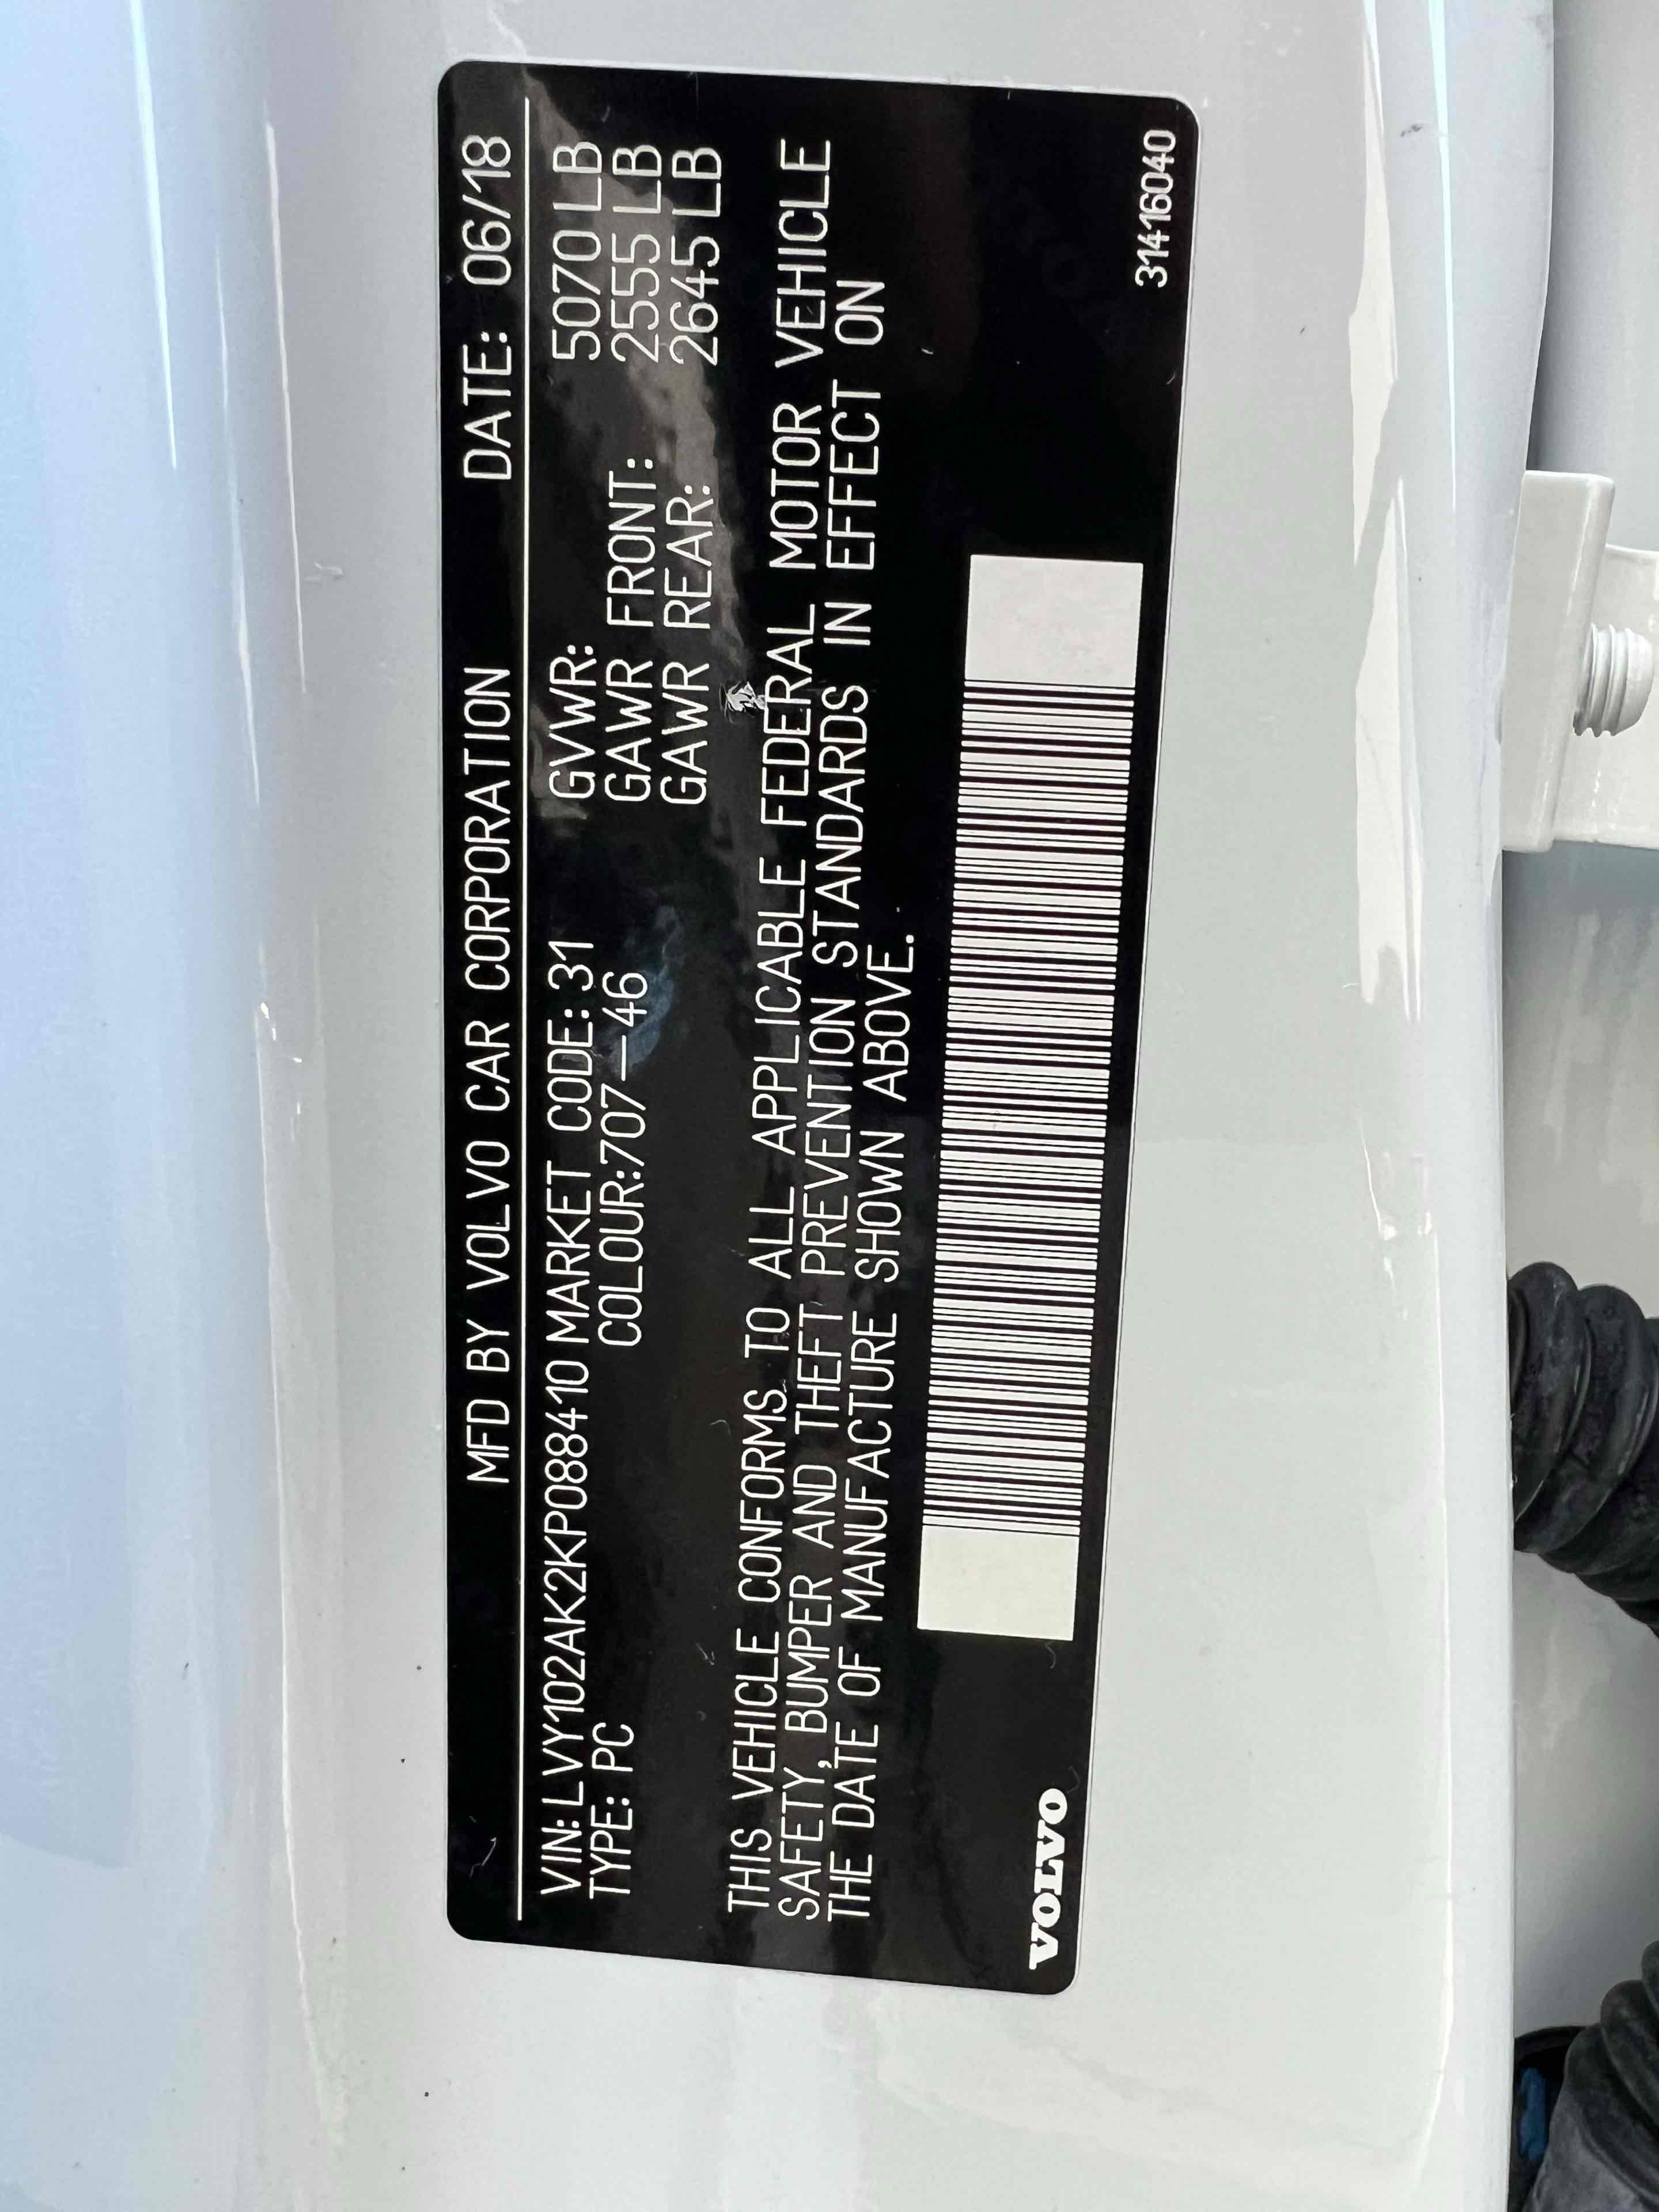 MFD BY VOLVO CAR CORPORATION DATE: 06/18
VIN: LVY102AK2KP088410 MARKET CODE: 31 GVWR: 5070 LB
TYPE: PC COLOUR:707-46 GAWR FRONT: 2555 LB
GAWR REAR: 2645 LB
THIS VEHICLE CONFORMS TO ALL APPLICABLE FEDERAL MOTOR VEHICLE
SAFETY, BUMPER AND THEFT PREVENTION STANDARDS IN EFFECT ON
THE DATE OF MANUFACTURE SHOWN ABOVE.
VOLVO
31416040